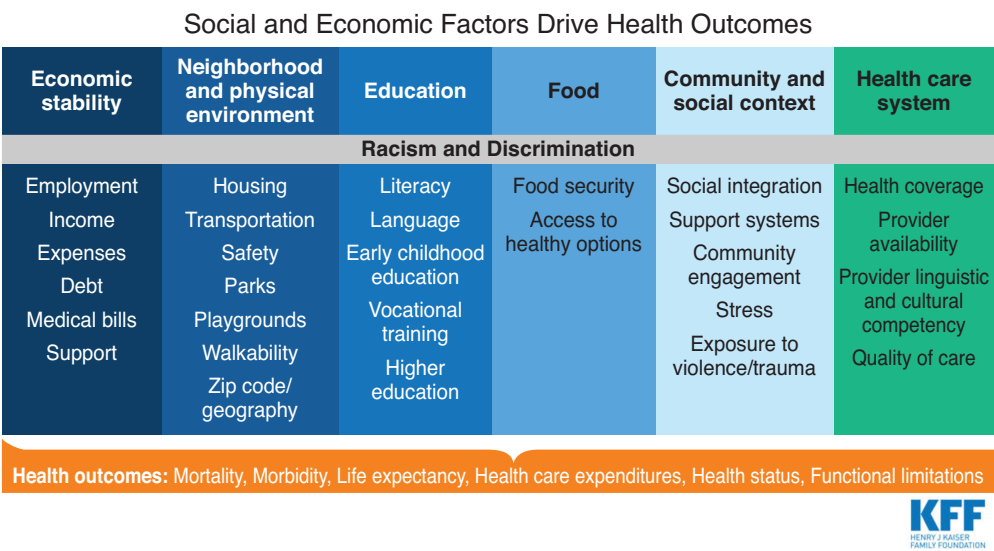 Social and Economic Factors Drive Health Outcomes
Economic
stability
Neighborhood
and physical
environment
Education
Food
Community and
social context
Health care
system
Racism and Discrimination
Employment
Income
Expenses
Debt
Medical bills
Support
Housing
Transportation
Safety
Parks
Playgrounds
Walkability
Zip code/
geography
Literacy
Language
Early childhood
education
Vocational
training
Higher
education
Food security
Access to
healthy options
Social integration
Support systems
Community
engagement
Stress
Exposure to
violence/trauma
Health coverage
Provider
availability
Provider linguistic
and cultural
competency
Quality of care
Health outcomes: Mortality, Morbidity, Life expectancy, Health care expenditures, Health status, Functional limitations
KFF
HENRY J KAISER
FAMILY FOUNDATION